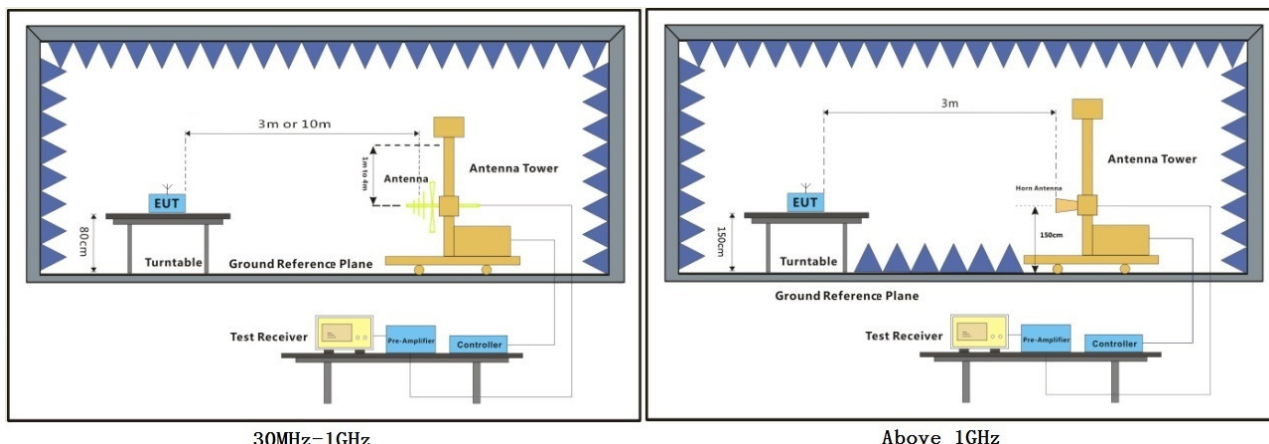 3m or 10m
1m to 4m
Antenna
Antenna Tower
EUT
80cm
Turntable
Ground Reference Plane
Test Receiver
Pre-Amplifier
Controller
30MHz-1GHz
3m
Antenna Tower
Horn Antenna
EUT
150cm
150cm
Turntable
Ground Reference Plane
Test Receiver
Pre-Amplifier
Controller
Above 1GHz